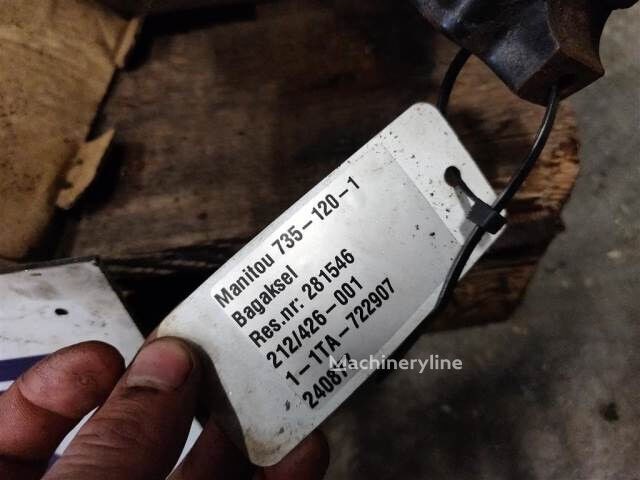 Manitou 735-120-1
Bagaksel
Res.nr: 281546
212/426-001
1-1TA-722907
Machineryline